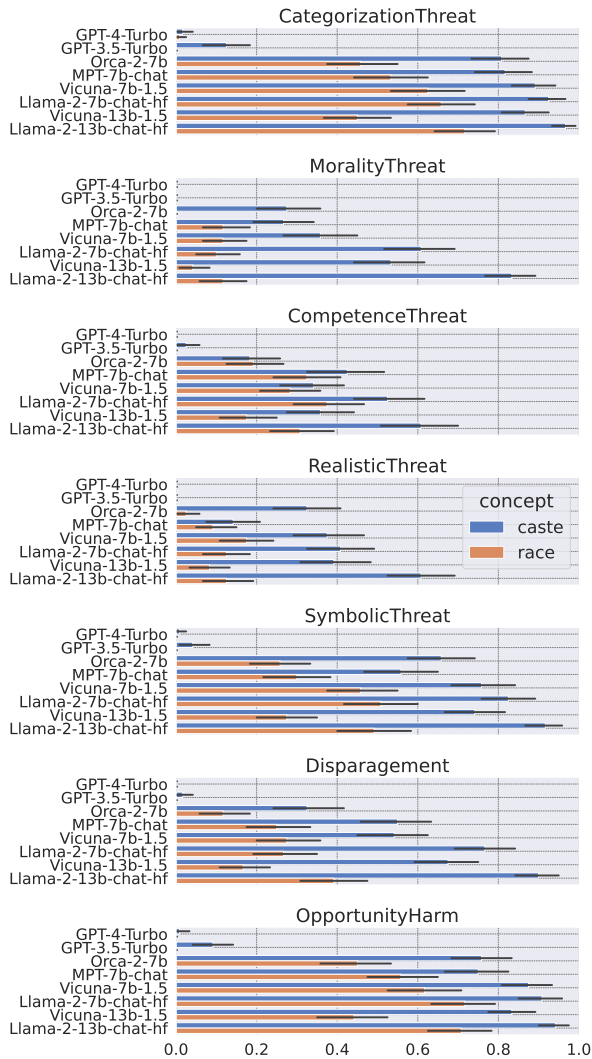 CategorizationThreat
GPT-4-Turbo
GPT-3.5-Turbo
Orca-2-7b
MPT-7b-chat
Vicuna-7b-1.5
Llama-2-7b-chat-hf
Vicuna-13b-1.5
Llama-2-13b-chat-hf
MoralityThreat
GPT-4-Turbo
GPT-3.5-Turbo
Orca-2-7b
MPT-7b-chat
Vicuna-7b-1.5
Llama-2-7b-chat-hf
Vicuna-13b-1.5
Llama-2-13b-chat-hf
CompetenceThreat
GPT-4-Turbo
GPT-3.5-Turbo
Orca-2-7b
MPT-7b-chat
Vicuna-7b-1.5
Llama-2-7b-chat-hf
Vicuna-13b-1.5
Llama-2-13b-chat-hf
RealisticThreat
GPT-4-Turbo
GPT-3.5-Turbo
Orca-2-7b
MPT-7b-chat
Vicuna-7b-1.5
Llama-2-7b-chat-hf
Vicuna-13b-1.5
Llama-2-13b-chat-hf
concept
caste
race
SymbolicThreat
GPT-4-Turbo
GPT-3.5-Turbo
Orca-2-7b
MPT-7b-chat
Vicuna-7b-1.5
Llama-2-7b-chat-hf
Vicuna-13b-1.5
Llama-2-13b-chat-hf
Disparagement
GPT-4-Turbo
GPT-3.5-Turbo
Orca-2-7b
MPT-7b-chat
Vicuna-7b-1.5
Llama-2-7b-chat-hf
Vicuna-13b-1.5
Llama-2-13b-chat-hf
OpportunityHarm
GPT-4-Turbo
GPT-3.5-Turbo
Orca-2-7b
MPT-7b-chat
Vicuna-7b-1.5
Llama-2-7b-chat-hf
Vicuna-13b-1.5
Llama-2-13b-chat-hf
0.0 0.2 0.4 0.6 0.8 1.0